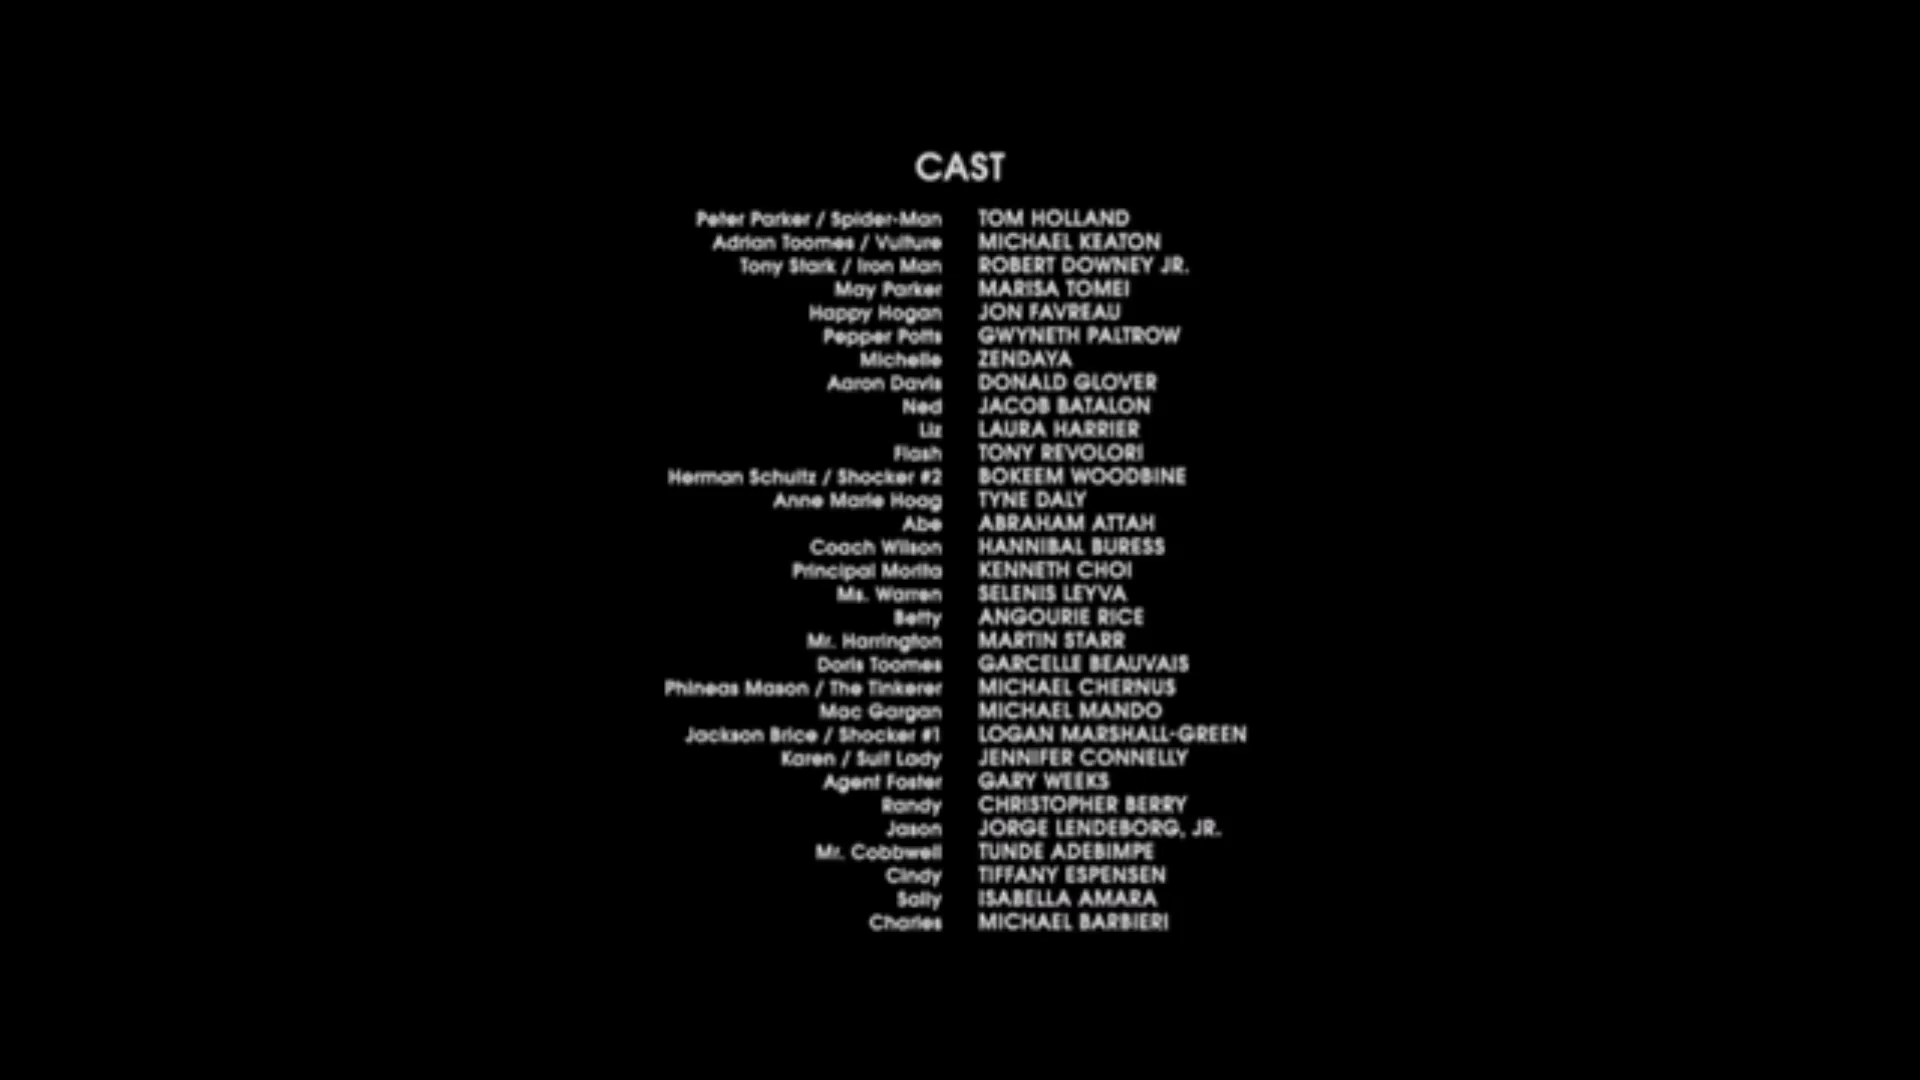 CAST
Peter Parker / Spider-Man TOM HOLLAND
Adrian Toomes / Vulture MICHAEL KEATON
Tony Stark / Iron Man ROBERT DOWNEY JR.
May Parker MARISA TOMEI
Happy Hogan JON FAVREAU
Pepper Potts GWYNETH PALTROW
Michelle ZENDAYA
Aaron Davis DONALD GLOVER
Ned JACOB BATALON
Liz LAURA HARRIER
Flash TONY REVOLORI
Herman Schultz / Shocker #2 BOKEEM WOODBINE
Anne Marie Hoag TYNE DALY
Abe ABRAHAM ATTAH
Coach Wilson HANNIBAL BURESS
Principal Morita KENNETH CHOI
Ms. Warren SELENIS LEYVA
Betty ANGOURIE RICE
Mr. Harrington MARTIN STARR
Doris Toomes GARCELLE BEAUVAIS
Phineas Mason / The Tinkerer MICHAEL CHERNUS
Mac Gargan MICHAEL MANDO
Jackson Brice / Shocker #1 LOGAN MARSHALL-GREEN
Karen / Suit Lady JENNIFER CONNELLY
Agent Foster GARY WEEKS
Randy CHRISTOPHER BERRY
Jason JORGE LENDEBORG, JR.
Mr. Cobbwell TUNDE ADEBIMPE
Cindy TIFFANY ESPENSEN
Sally ISABELLA AMARA
Charles MICHAEL BARBIERI